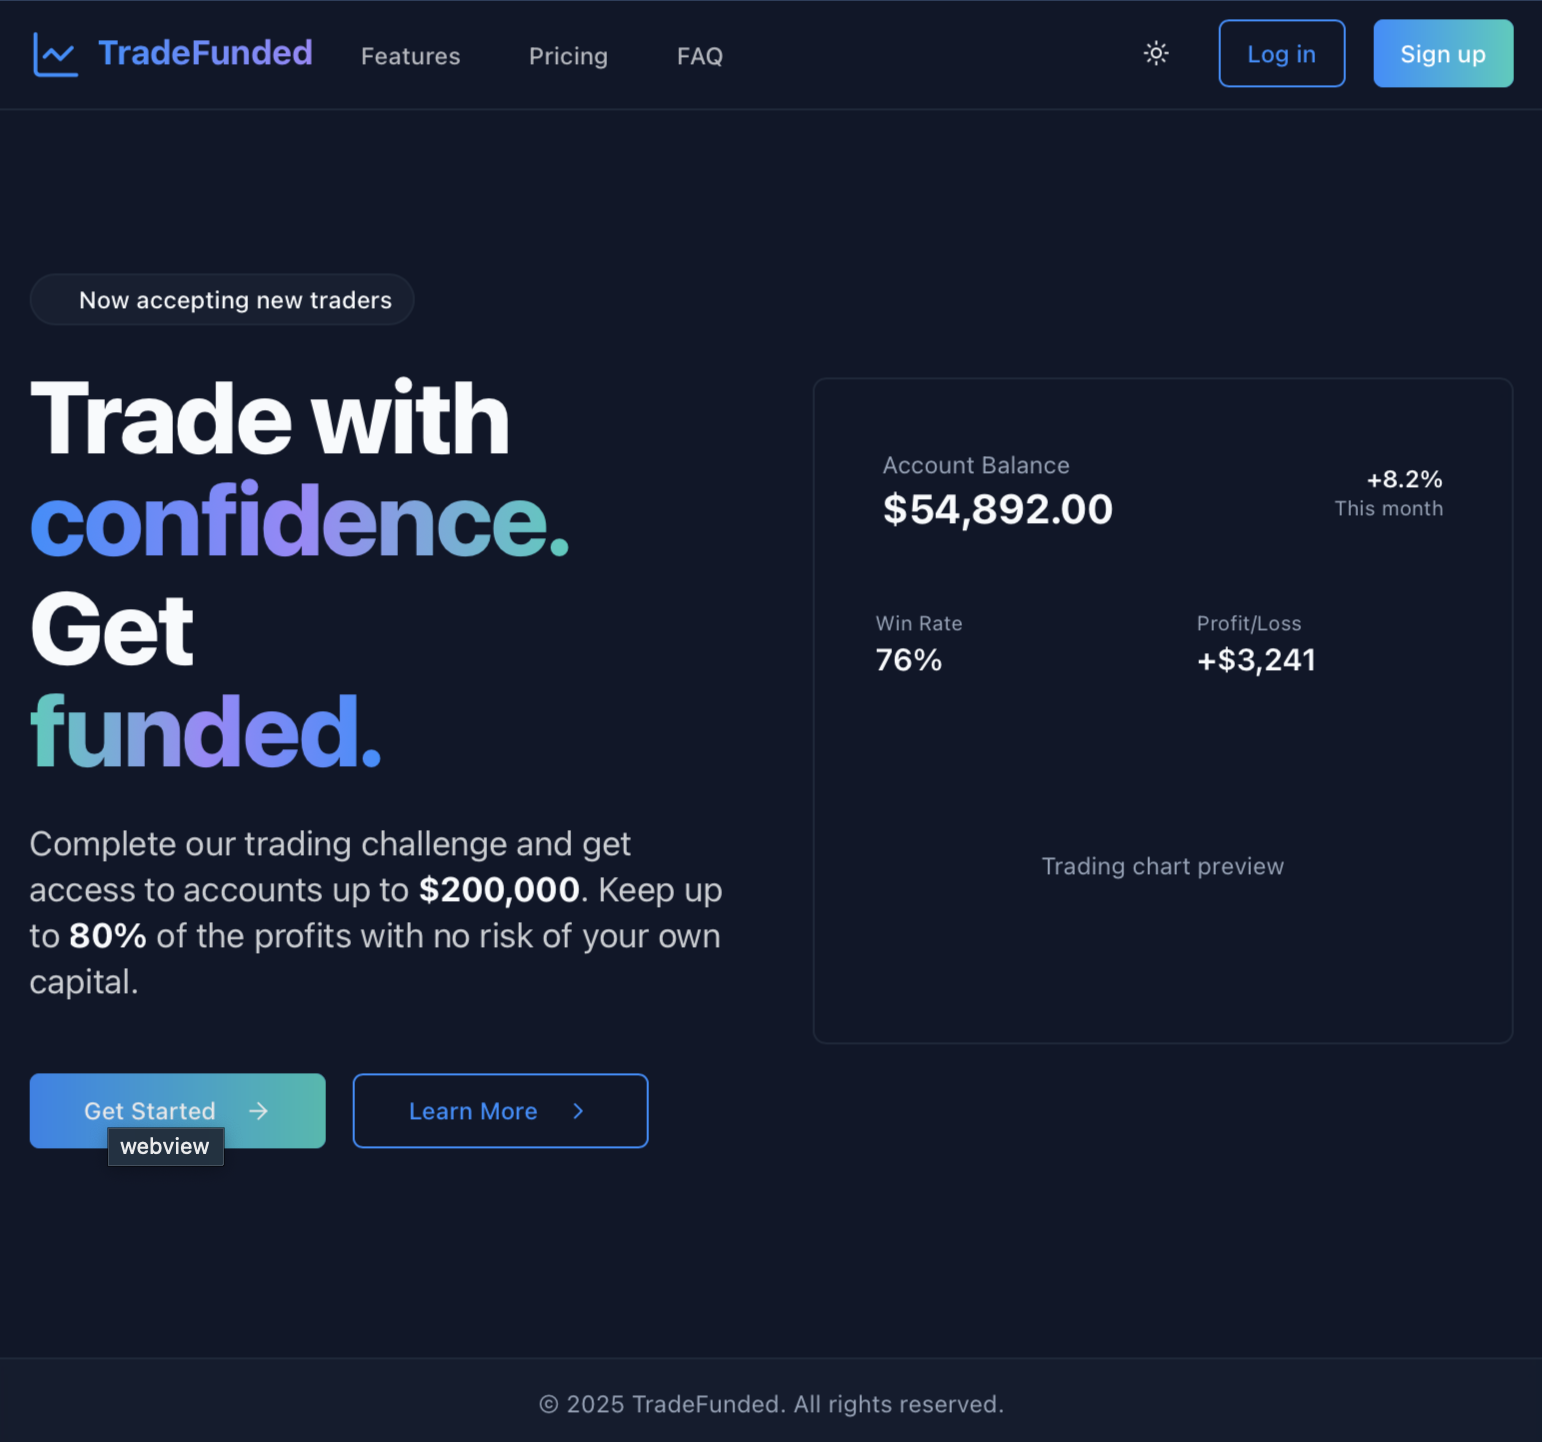 TradeFunded
Features
Pricing
FAQ
Log in
Sign up
Now accepting new traders
Trade with
confidence.
Get
funded.
Complete our trading challenge and get
access to accounts up to $200,000. Keep up
to 80% of the profits with no risk of your own
capital.
Get Started
Learn More
webview
Account Balance
$54,892.00
+8.2%
This month
Win Rate
76%
Profit/Loss
+$3,241
Trading chart preview
© 2025 TradeFunded. All rights reserved.